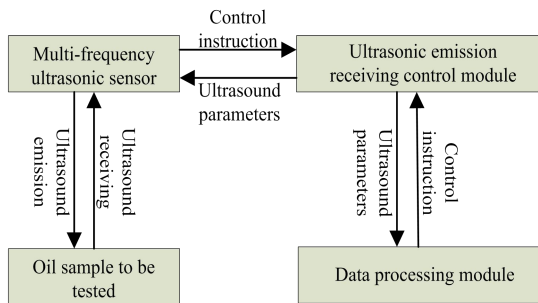 Control
instruction
Multi-frequency
ultrasonic sensor
Ultrasonic emission
receiving control module
Ultrasound
parameters
Ultrasound
emission
Ultrasound
receiving
Ultrasound
parameters
Control
instruction
Oil sample to be
tested
Data processing module